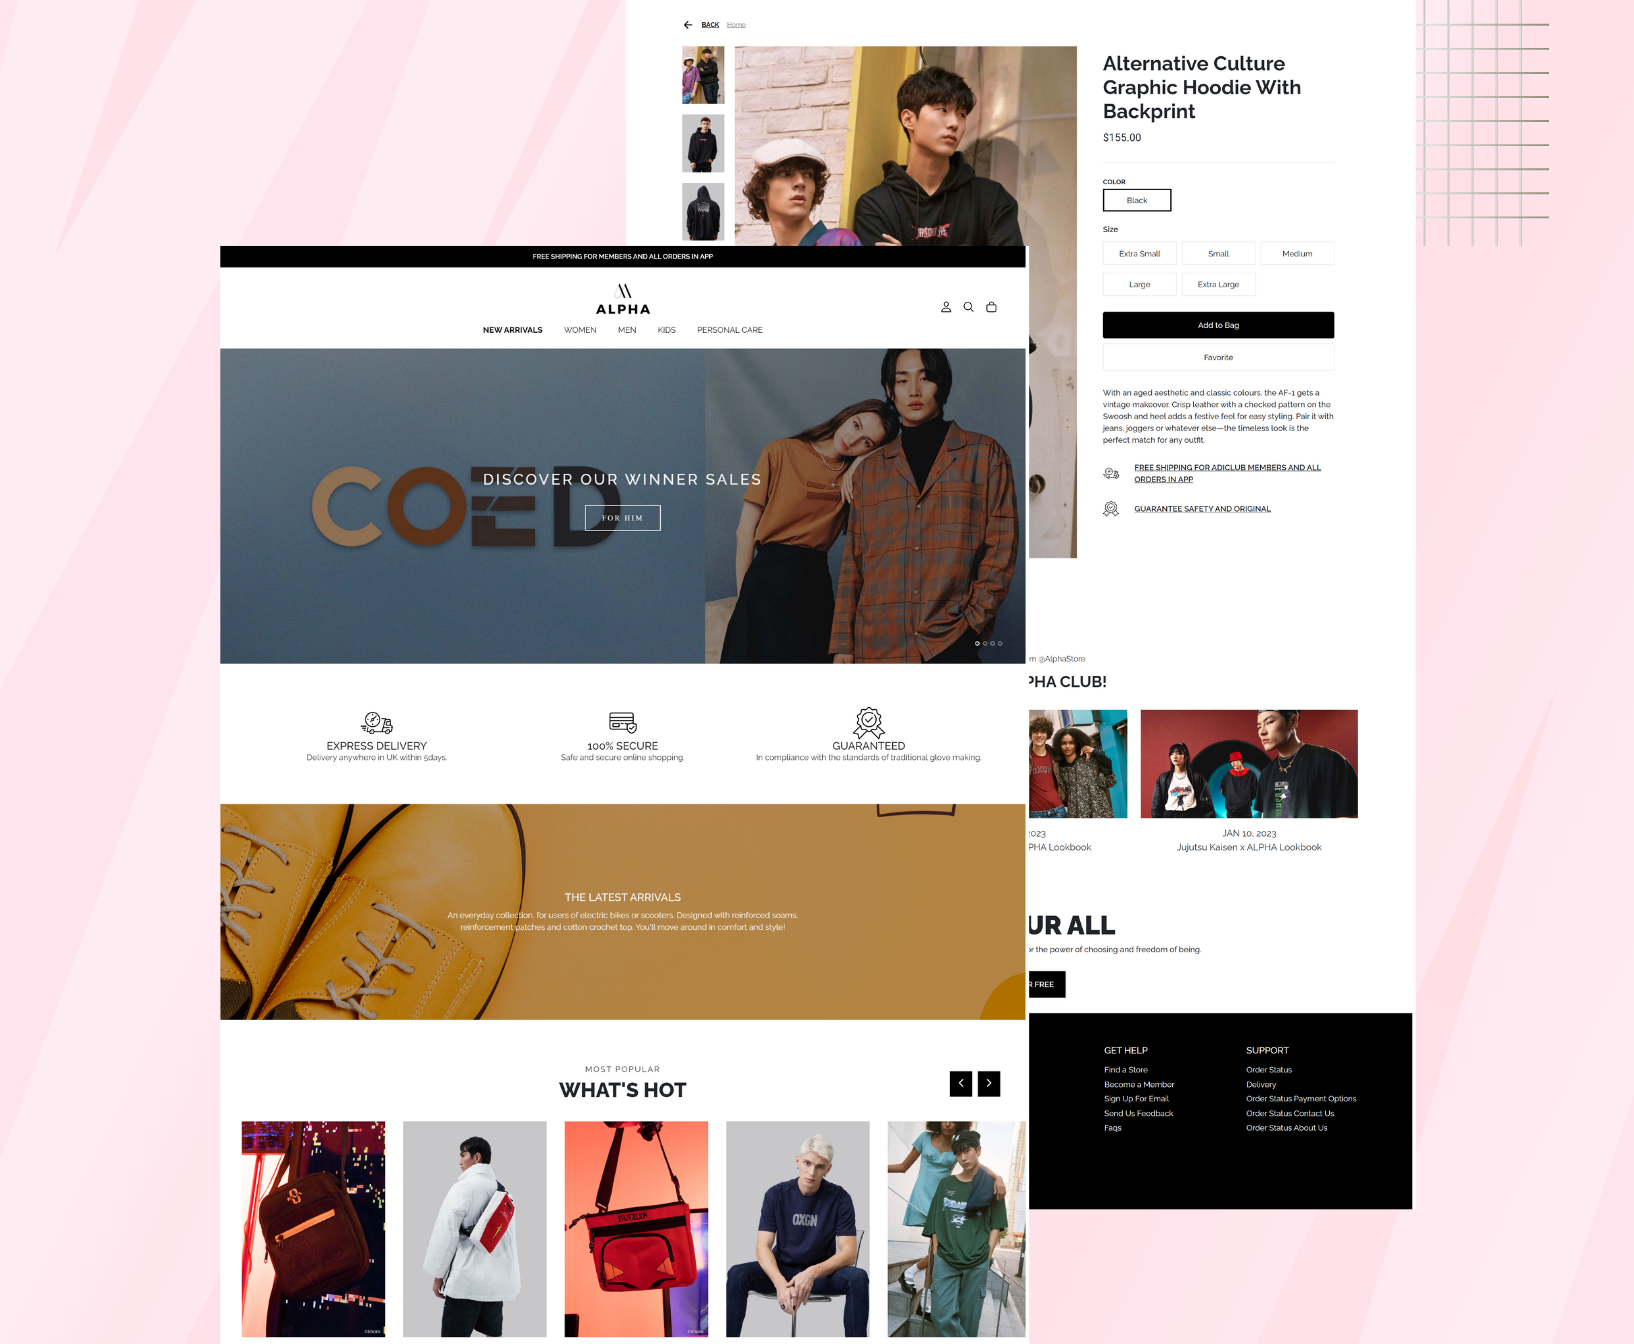 BACK Home
Alternative Culture
Graphic Hoodie With
Backprint
$155.00
COLOR
Black
Size
Extra Small Small Medium
Large Extra Large
Add to Bag
Favorite
With an aged aesthetic and classic colours, the AF-1 gets a
vintage makeover. Crisp leather with a checked pattern on the
Swoosh and heel adds a festive feel for easy styling. Pair it with
jeans, joggers or whatever else—the timeless look is the
perfect match for any outfit.
FREE SHIPPING FOR ADICLUB MEMBERS AND ALL
ORDERS IN APP
GUARANTEE SAFETY AND ORIGINAL
m @AlphaStore
PHA CLUB!
2023
PHA Lookbook
JAN 10, 2023
Jujutsu Kaisen x ALPHA Lookbook
UR ALL
or the power of choosing and freedom of being.
R FREE
GET HELP
Find a Store
Become a Member
Sign Up For Email
Send Us Feedback
Faqs
SUPPORT
Order Status
Delivery
Order Status Payment Options
Order Status Contact Us
Order Status About Us
FREE SHIPPING FOR MEMBERS AND ALL ORDERS IN APP
ALPHA
NEW ARRIVALS WOMEN MEN KIDS PERSONAL CARE
COED
DISCOVER OUR WINNER SALES
FOR HIM
EXPRESS DELIVERY
Delivery anywhere in UK within 5days.
100% SECURE
Safe and secure online shopping.
GUARANTEED
In compliance with the standards of traditional glove making.
THE LATEST ARRIVALS
An everyday collection, for users of electric bikes or scooters. Designed with reinforced seams,
reinforcement patches and cotton crochet top. You'll move around in comfort and style!
MOST POPULAR
WHAT'S HOT
OXGN